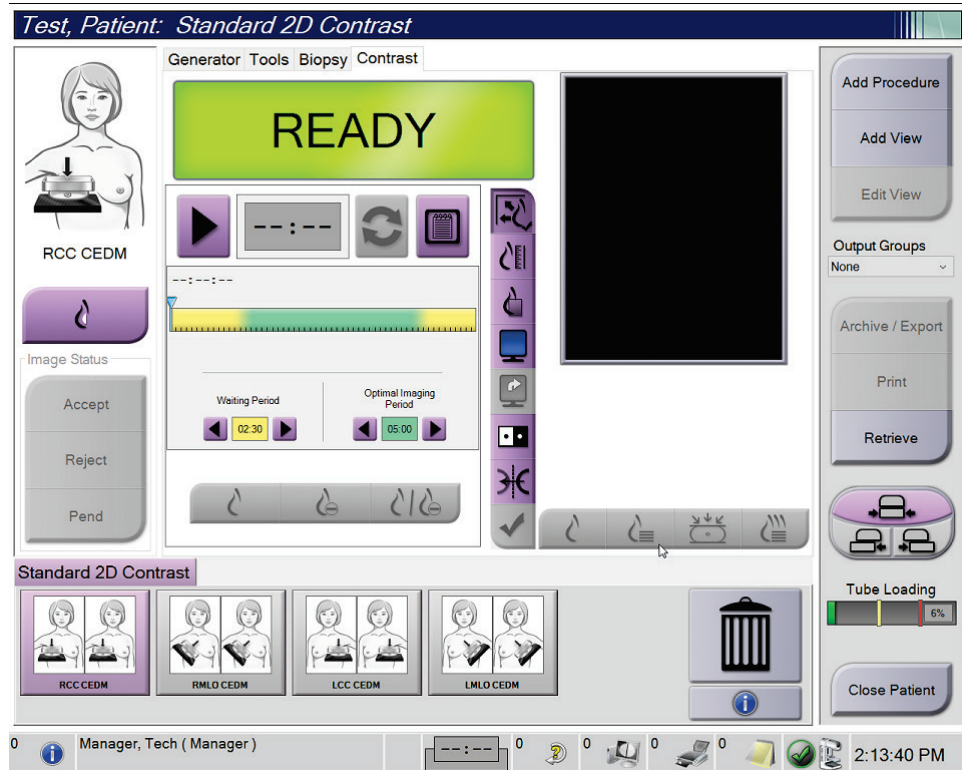 Test, Patient: Standard 2D Contrast
Generator Tools Biopsy Contrast
READY
--:--
--:--:--
Waiting Period
02:30
Optimal Imaging
Period
05:00
RCC CEDM
Image Status
Accept
Reject
Pend
Add Procedure
Add View
Edit View
Output Groups
None
Archive / Export
Print
Retrieve
Tube Loading
6%
Close Patient
Standard 2D Contrast
RCC CEDM
RMLO CEDM
LCC CEDM
LMLO CEDM
0
Manager, Tech ( Manager )
--:--
0
0
0
0
2:13:40 PM